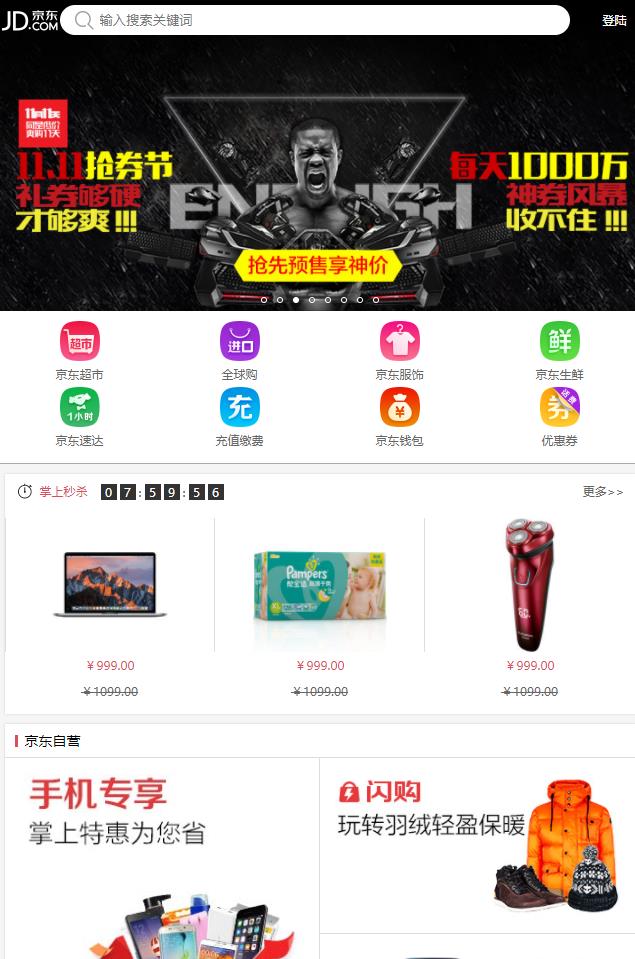 JD 京东 .COM
输入搜索关键词
登陆
11.11抢券节
礼券够硬
才够爽 !!!
每天1000万
神券风暴
收不住 !!!
抢先预售享神价
超市
进口
鲜
京东超市
全球购
京东服饰
京东生鲜
1小时
充
¥
券
送券
京东速达
充值缴费
京东钱包
优惠券
掌上秒杀
07:59:56
更多>>
Pampers
XL
¥999.00
¥999.00
¥999.00
¥1099.00
¥1099.00
¥1099.00
京东自营
手机专享
掌上特惠为您省
闪购
玩转羽绒轻盈保暖